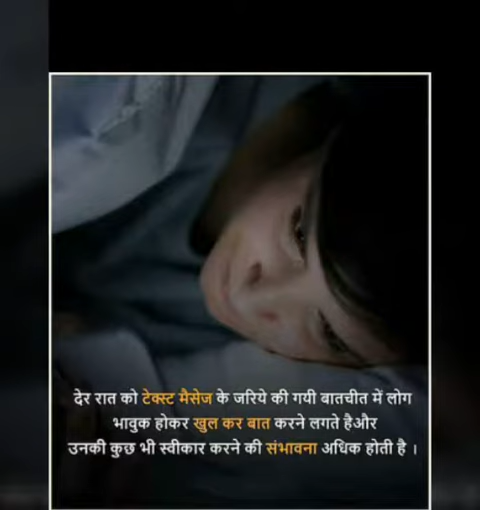 देर रात को टेक्स्ट मैसेज के जरिये की गयी बातचीत में लोग
भावुक होकर खुल कर बात करने लगते हैऔर
उनकी कुछ भी स्वीकार करने की संभावना अधिक होती है ।